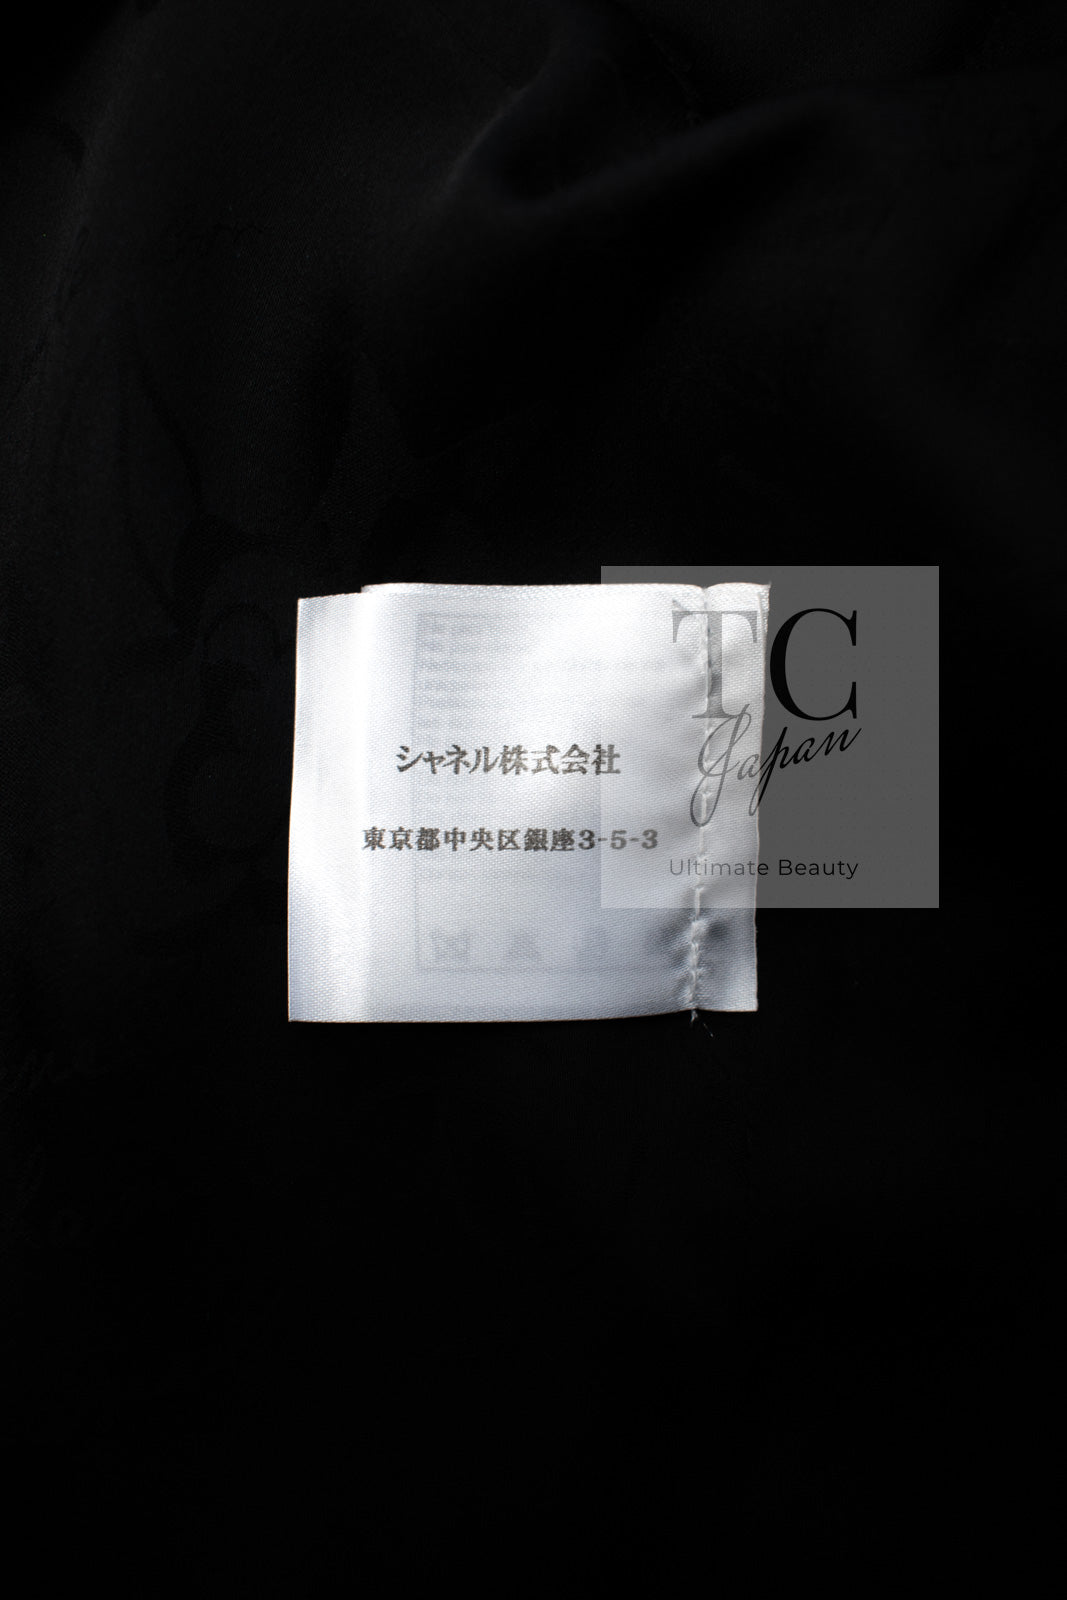 シャネル株式会社
東京都中央区銀座3-5-3
TC
Japan
Ultimate Beauty